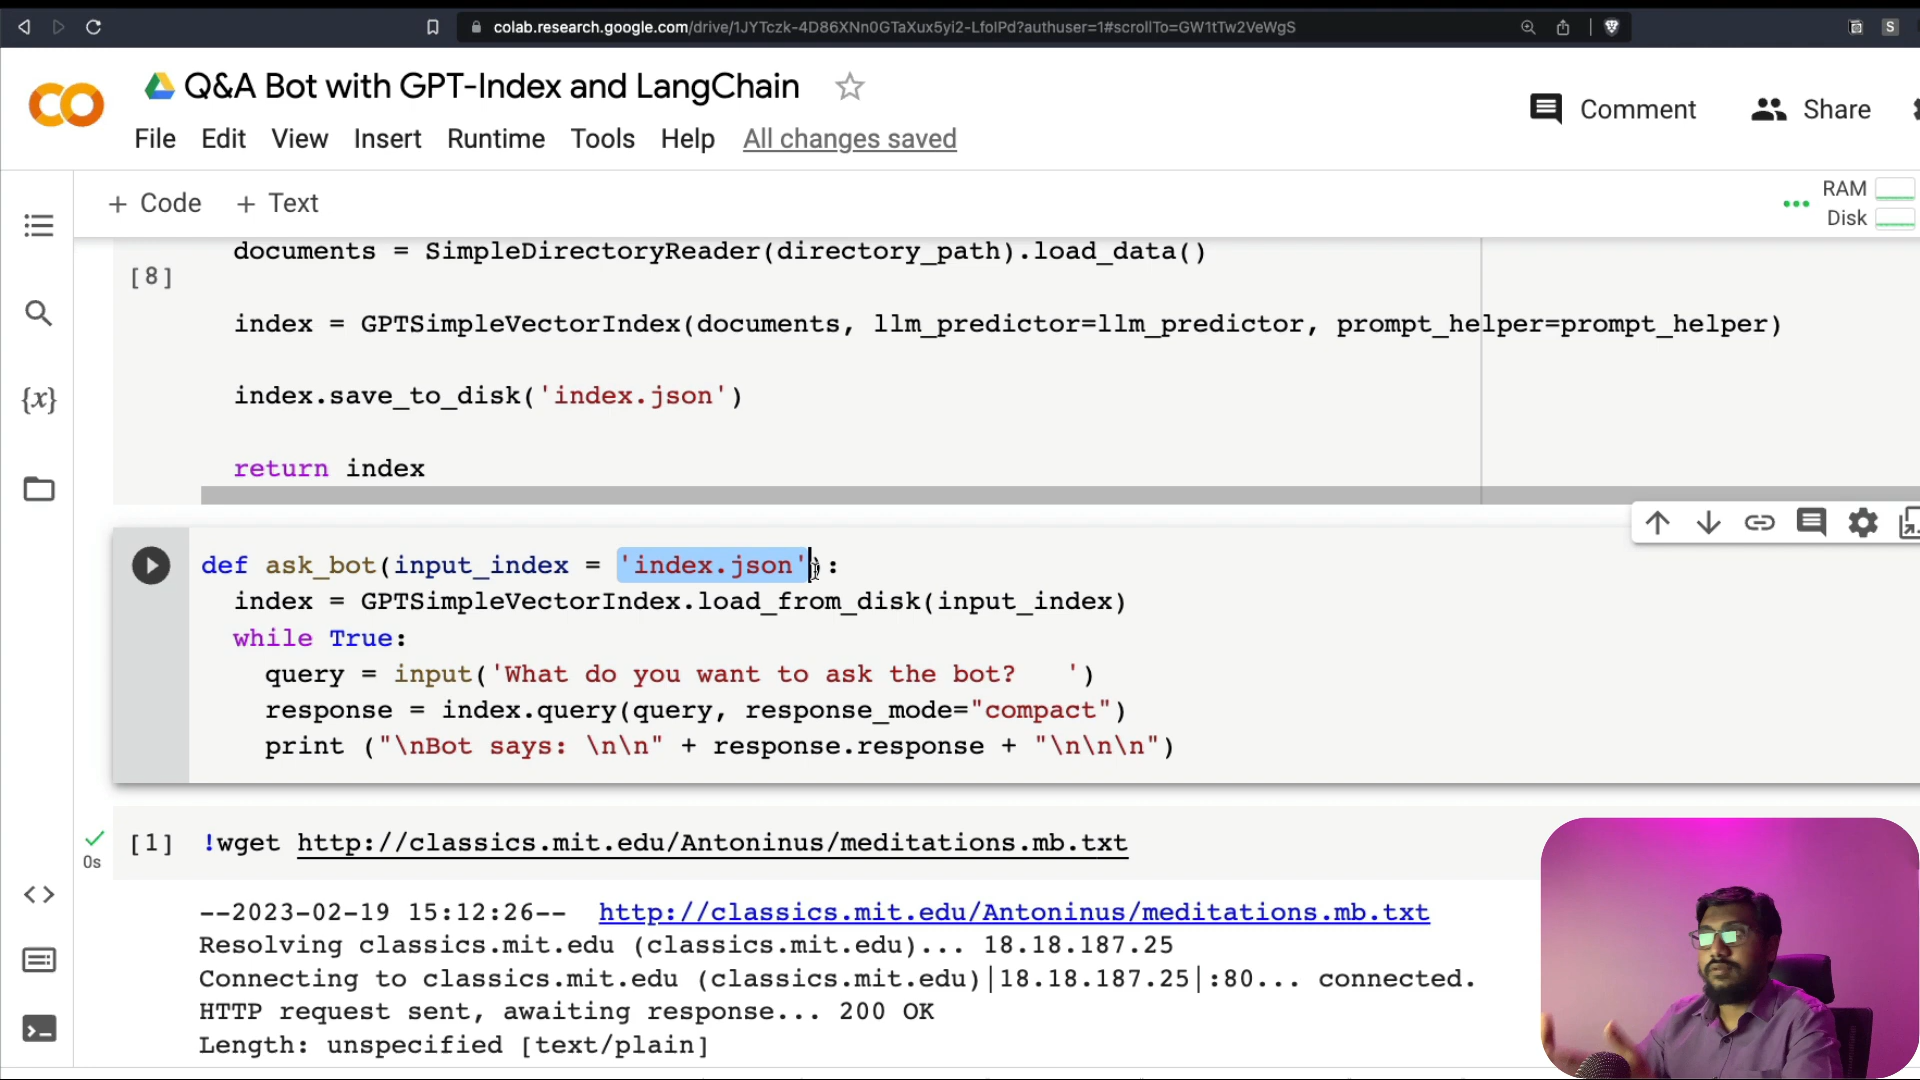 colab.research.google.com/drive/1JYTczk-4D86XNn0GTaXux5yi2-LfolPd?authuser=1#scrollTo=GW1tTw2VeWgS
S
Q&A Bot with GPT-Index and LangChain
File Edit View Insert Runtime Tools Help All changes saved
Comment Share
+ Code + Text
RAM
Disk
documents = SimpleDirectoryReader(directory_path).load_data()
[8]
index = GPTSimpleVectorIndex(documents, llm_predictor=llm_predictor, prompt_helper=prompt_helper)
index.save_to_disk('index.json')
return index
def ask_bot(input_index = 'index.json'):
index = GPTSimpleVectorIndex.load_from_disk(input_index)
while True:
query = input('What do you want to ask the bot?   ')
response = index.query(query, response_mode="compact")
print ("\nBot says: \n\n" + response.response + "\n\n\n")
[1] !wget http://classics.mit.edu/Antoninus/meditations.mb.txt
0s
--2023-02-19 15:12:26--  http://classics.mit.edu/Antoninus/meditations.mb.txt
Resolving classics.mit.edu (classics.mit.edu)... 18.18.187.25
Connecting to classics.mit.edu (classics.mit.edu)|18.18.187.25|:80... connected.
HTTP request sent, awaiting response... 200 OK
Length: unspecified [text/plain]